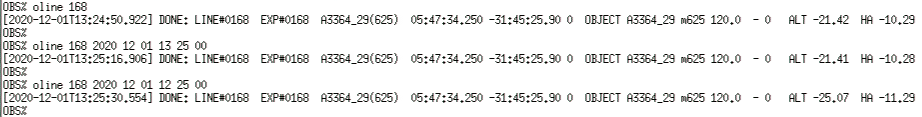 OBS% oline 168
[2020-12-01T13:24:50.922] DONE: LINE#0168 EXP#0168 A3364_29(625) 05:47:34.250 -31:45:25.90 0 OBJECT A3364_29 m625 120.0 - 0 ALT -21.42 HA -10.29
OBS%
OBS% oline 168 2020 12 01 13 25 00
[2020-12-01T13:25:16.906] DONE: LINE#0168 EXP#0168 A3364_29(625) 05:47:34.250 -31:45:25.90 0 OBJECT A3364_29 m625 120.0 - 0 ALT -21.41 HA -10.28
OBS%
OBS% oline 168 2020 12 01 12 25 00
[2020-12-01T13:25:30.554] DONE: LINE#0168 EXP#0168 A3364_29(625) 05:47:34.250 -31:45:25.90 0 OBJECT A3364_29 m625 120.0 - 0 ALT -25.07 HA -11.29
OBS%